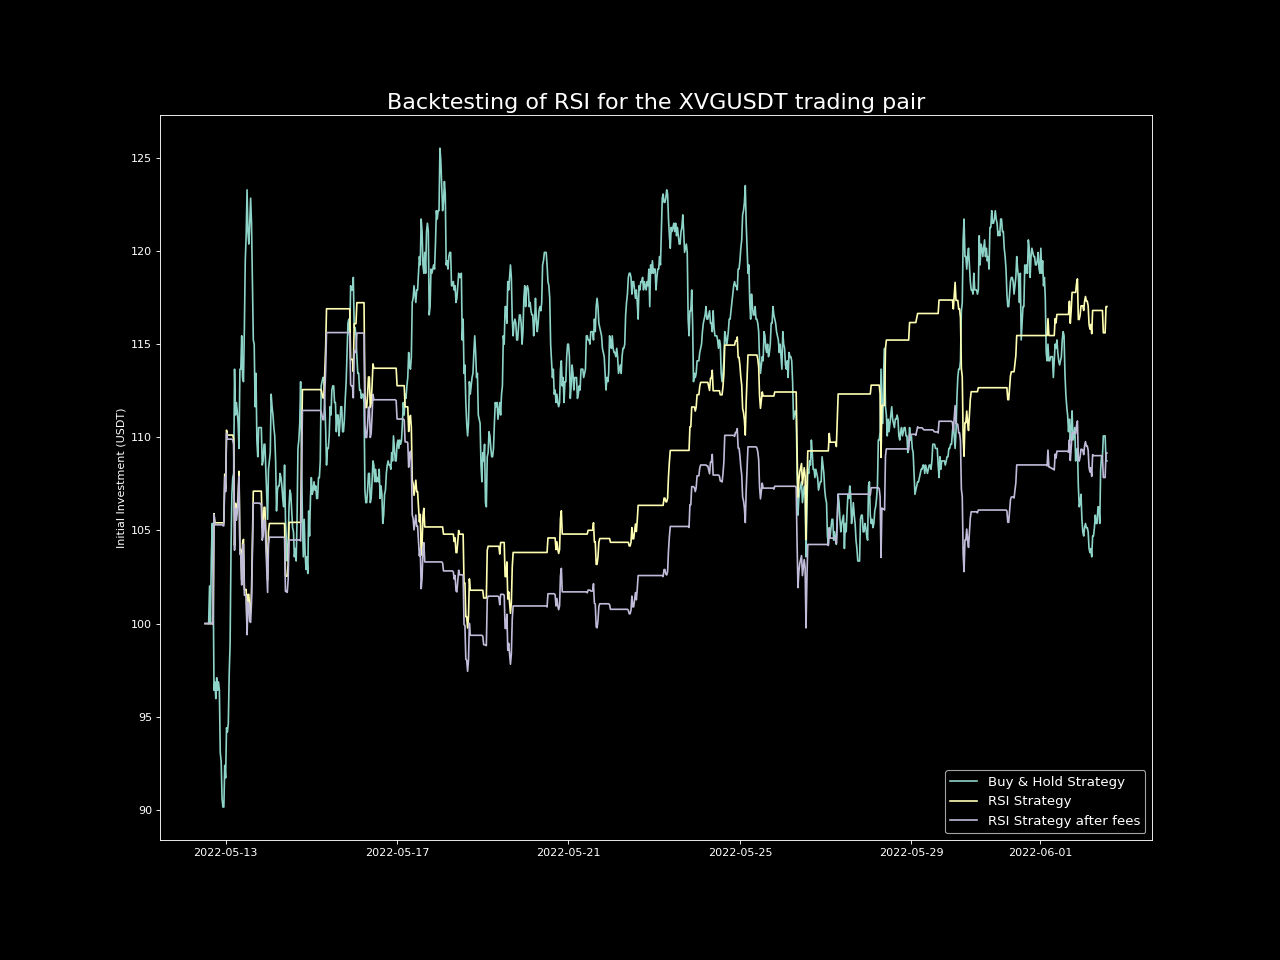 Backtesting of RSI for the XVGUSDT trading pair
Initial Investment (USDT)
125
120
115
110
105
100
95
90
2022-05-13
2022-05-17
2022-05-21
2022-05-25
2022-05-29
2022-06-01
Buy & Hold Strategy
RSI Strategy
RSI Strategy after fees